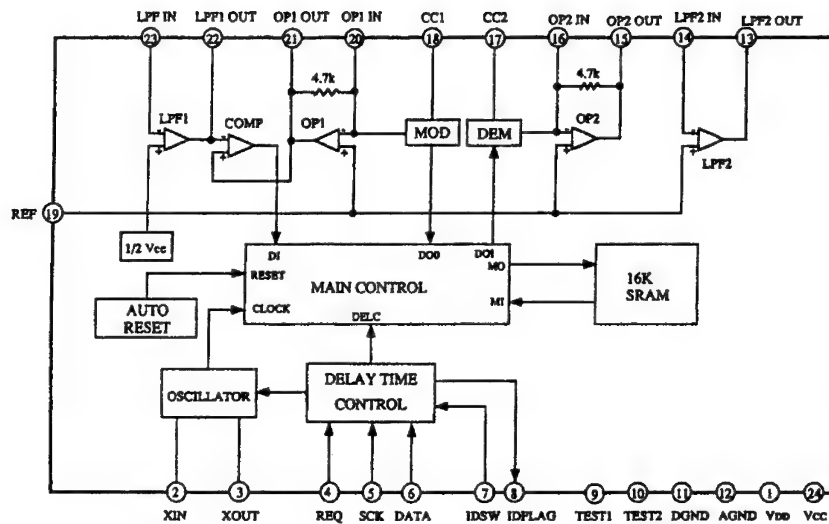 LPF IN LPF1 OUT OP1 OUT OP1 IN CC1 CC2 OP2 IN OP2 OUT LPF2 IN LPF2 OUT
23 22 21 20 18 17 16 15 14 13
4.7k 4.7k
LPF1 COMP OP1 MOD DEM OP2 LPF2
REF 19
1/2 Vcc
DI DO0 DO1
RESET MAIN CONTROL MO
CLOCK MI
DELC
16K
SRAM
AUTO
RESET
OSCILLATOR
DELAY TIME
CONTROL
2 3 4 5 6 7 8 9 10 11 12 1 24
XIN XOUT REQ SCK DATA IDSW IDFLAG TEST1 TEST2 DGND AGND VDD VCC